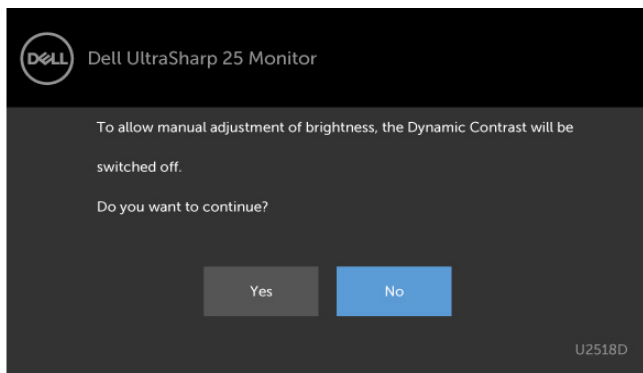 DELL
Dell UltraSharp 25 Monitor
To allow manual adjustment of brightness, the Dynamic Contrast will be
switched off.
Do you want to continue?
Yes
No
U2518D